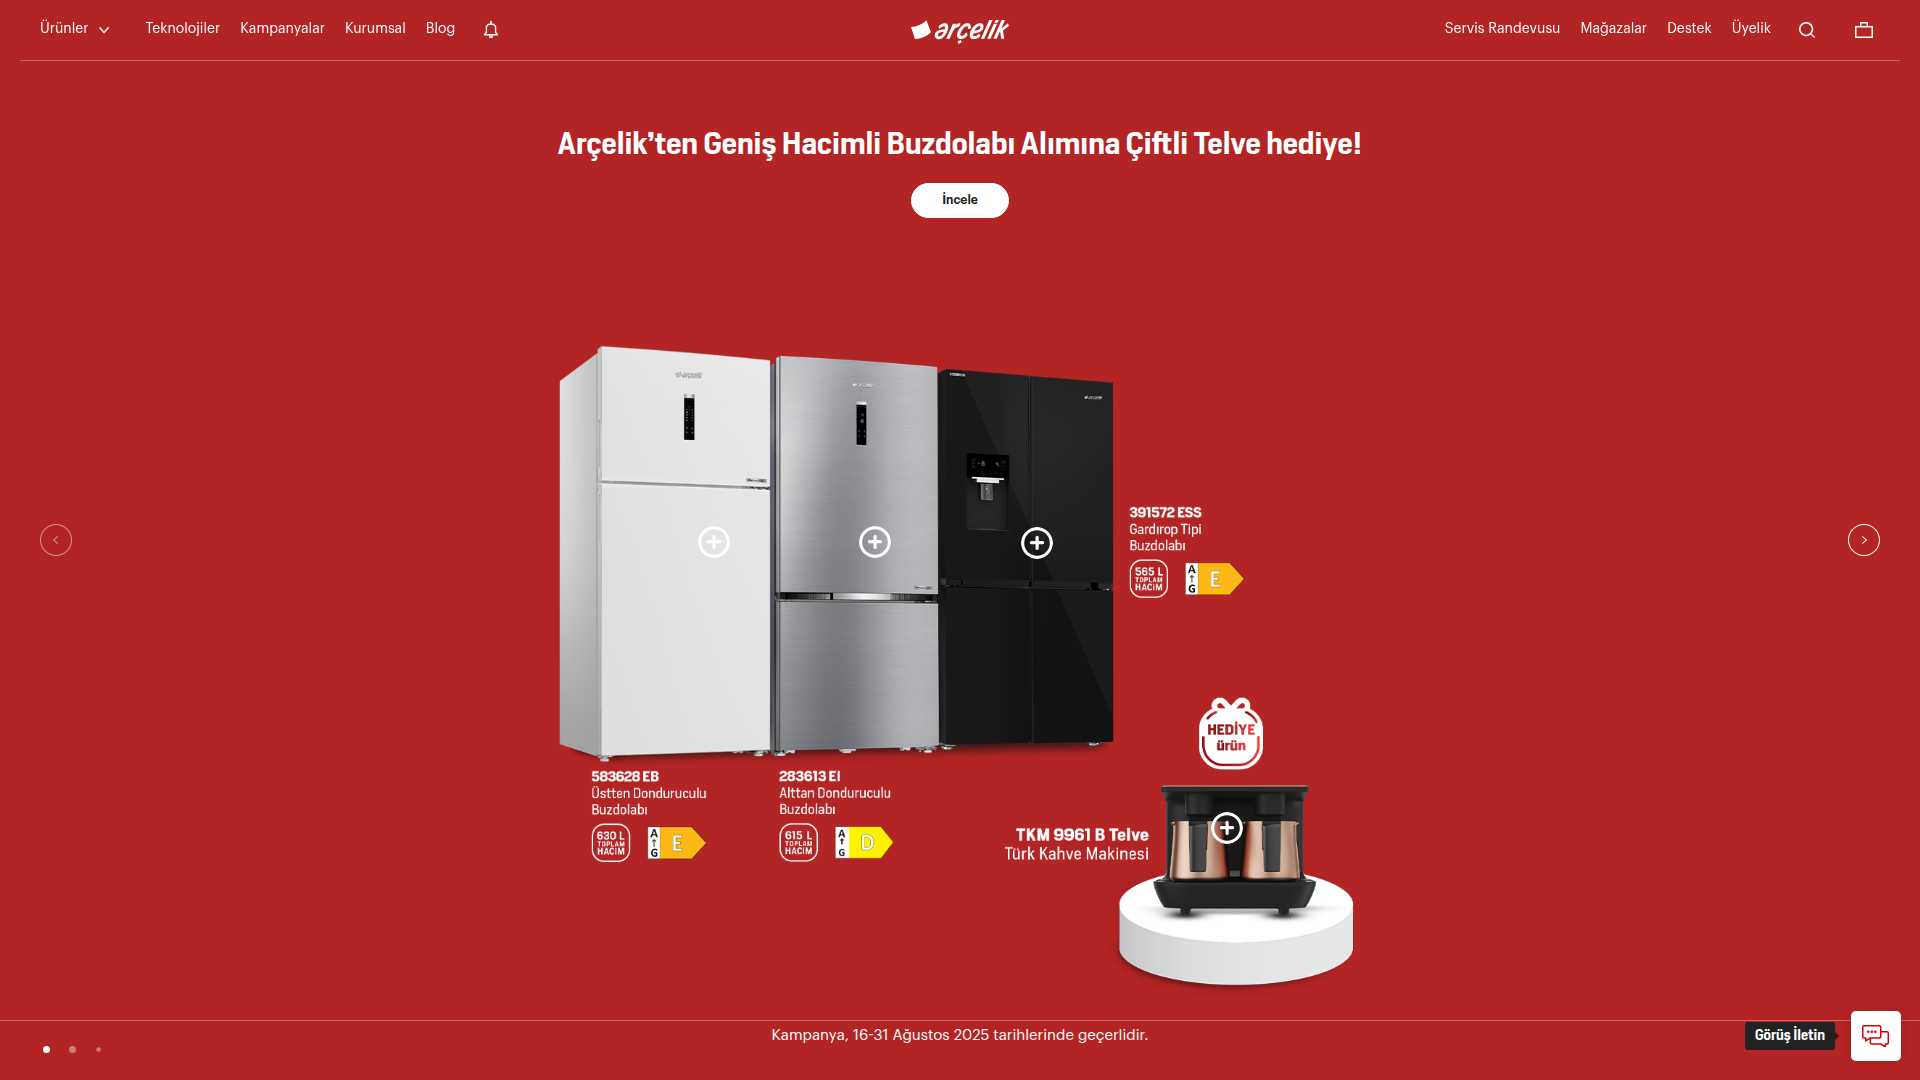 Ürünler
Teknolojiler
Kampanyalar
Kurumsal
Blog
arçelik
Servis Randevusu
Mağazalar
Destek
Üyelik
Arçelik’ten Geniş Hacimli Buzdolabı Alımına Çiftli Telve hediye!
İncele
391572 ESS
Gardırop Tipi
Buzdolabı
565 L
TOPLAM
HACİM
A
G
E
HEDİYE
ürün
583628 EB
Üstten Donduruculu
Buzdolabı
630 L
TOPLAM
HACİM
A
G
E
283613 EI
Alttan Donduruculu
Buzdolabı
615 L
TOPLAM
HACİM
A
G
D
TKM 9961 B Telve
Türk Kahve Makinesi
Kampanya, 16-31 Ağustos 2025 tarihlerinde geçerlidir.
Görüş İletin